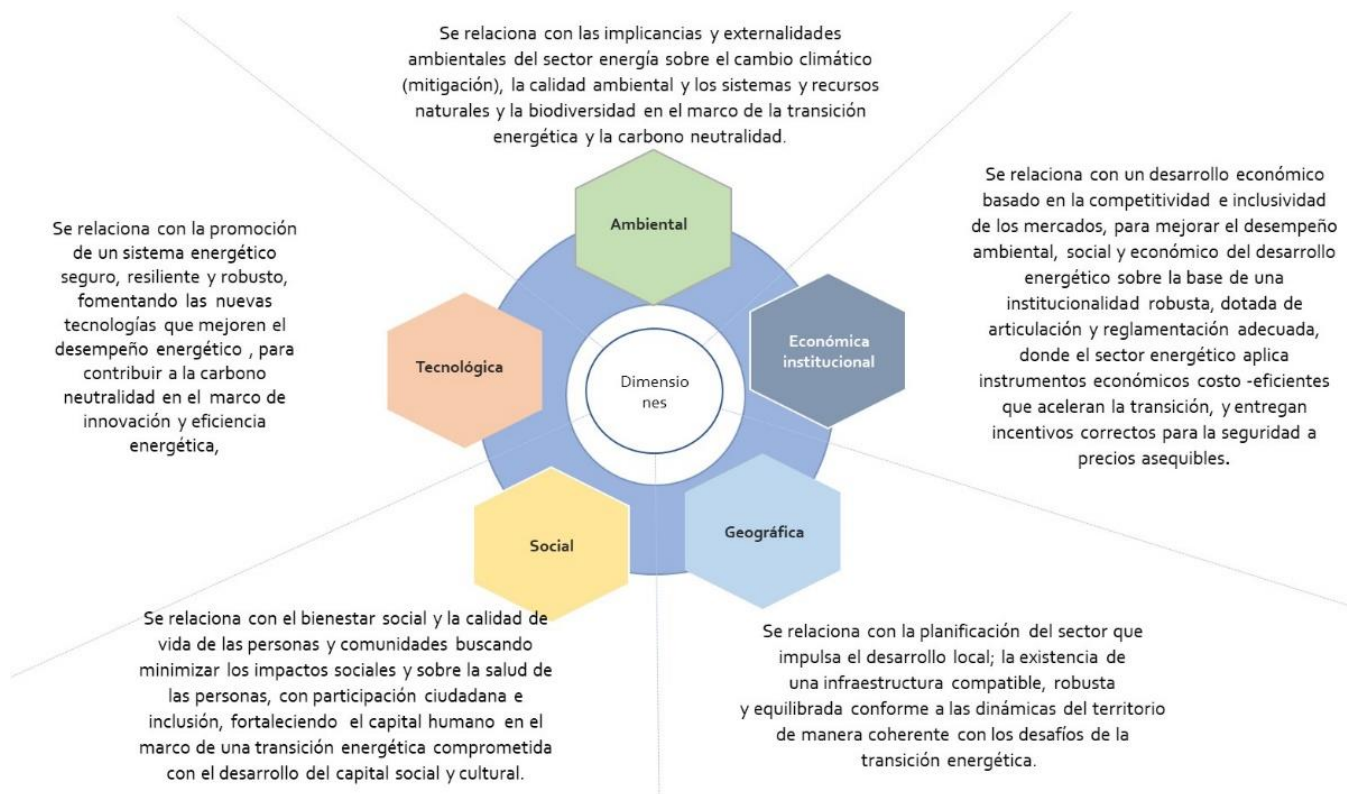 Se relaciona con las implicancias y externalidades
ambientales del sector energía sobre el cambio climático
(mitigación), la calidad ambiental y los sistemas y recursos
naturales y la biodiversidad en el marco de la transición
energética y la carbono neutralidad.
Ambiental
Se relaciona con un desarrollo económico
basado en la competitividad e inclusividad
de los mercados, para mejorar el desempeño
ambiental, social y económico del desarrollo
energético sobre la base de una
institucionalidad robusta, dotada de
articulación y reglamentación adecuada,
donde el sector energético aplica
instrumentos económicos costo -eficientes
que aceleran la transición, y entregan
incentivos correctos para la seguridad a
precios asequibles.
Económica
institucional
Se relaciona con la promoción
de un sistema energético
seguro, resiliente y robusto,
fomentando las nuevas
tecnologías que mejoren el
desempeño energético , para
contribuir a la carbono
neutralidad en el marco de
innovación y eficiencia
energética,
Tecnológica
Dimensio
nes
Social
Geográfica
Se relaciona con el bienestar social y la calidad de
vida de las personas y comunidades buscando
minimizar los impactos sociales y sobre la salud de
las personas, con participación ciudadana e
inclusión, fortaleciendo el capital humano en el
marco de una transición energética comprometida
con el desarrollo del capital social y cultural.
Se relaciona con la planificación del sector que
impulsa el desarrollo local; la existencia de
una infraestructura compatible, robusta
y equilibrada conforme a las dinámicas del territorio
de manera coherente con los desafíos de la
transición energética.